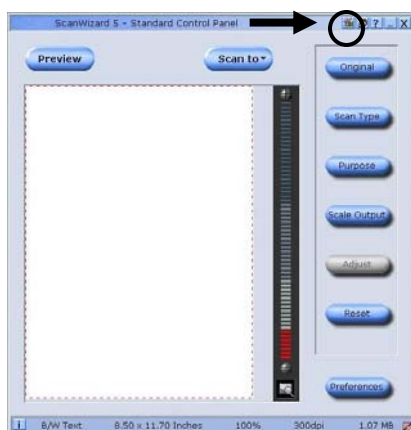 ScanWizard 5 - Standard Control Panel ? _ X
Preview
Scan to
Original
Scan Type
Purpose
Scale Output
Adjust
Reset
Preferences
i B/W Text 8.50 x 11.70 Inches 100% 300dpi 1.07 MB